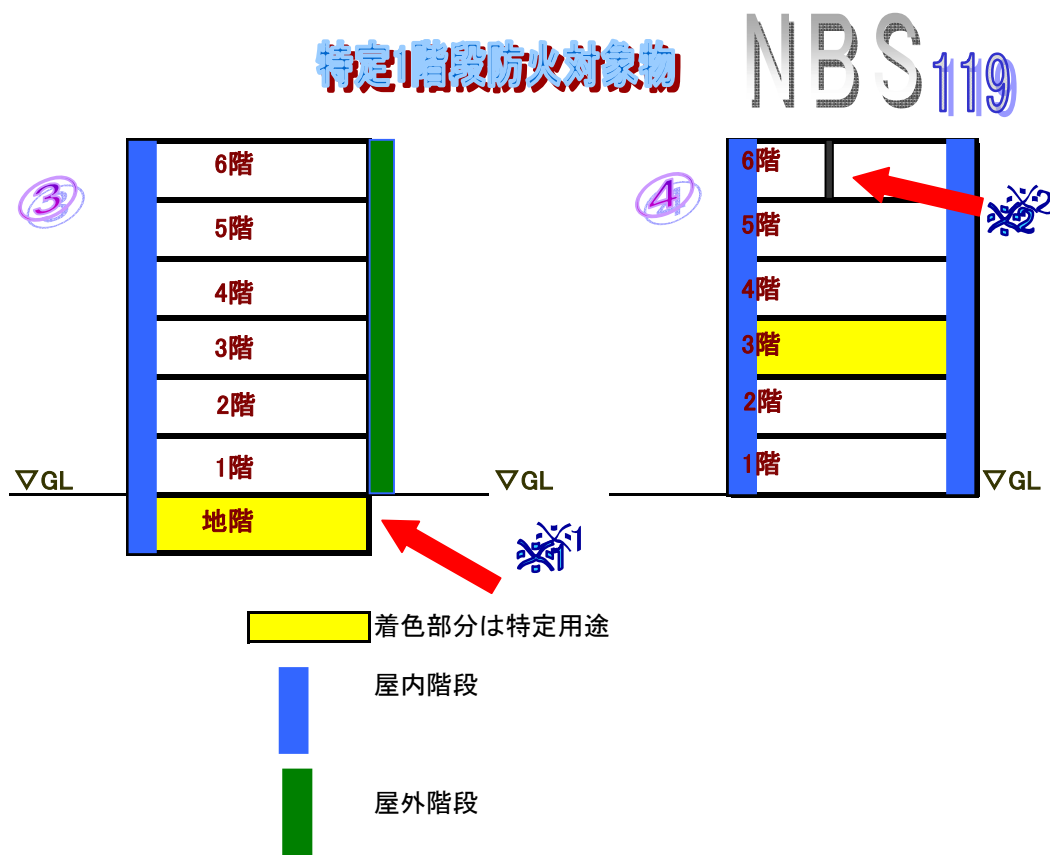 特定1階段防火対象物
NBS119
③
6階
5階
4階
3階
2階
1階
地階
▽GL
▽GL
※1
④
6階
5階
4階
3階
2階
1階
▽GL
※2
着色部分は特定用途
屋内階段
屋外階段